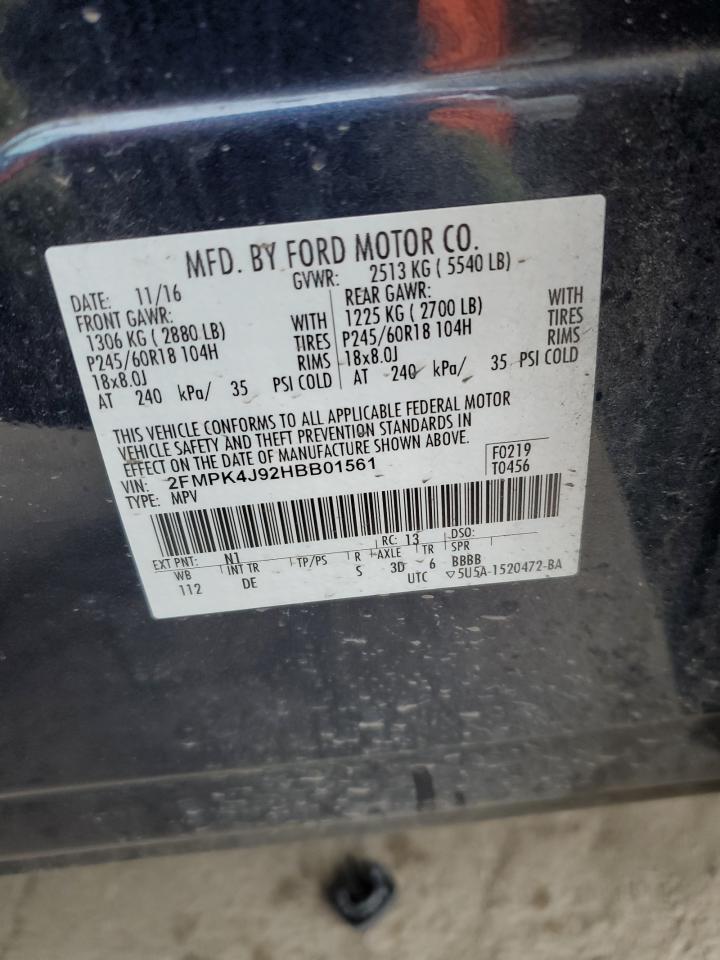 MFD. BY FORD MOTOR CO.
DATE: 11/16 GVWR: 2513 KG ( 5540 LB)
FRONT GAWR: REAR GAWR:
1306 KG ( 2880 LB) WITH 1225 KG ( 2700 LB) WITH
P245/60R18 104H TIRES P245/60R18 104H TIRES
18x8.0J RIMS 18x8.0J RIMS
AT 240 kPa/ 35 PSI COLD AT 240 kPa/ 35 PSI COLD
THIS VEHICLE CONFORMS TO ALL APPLICABLE FEDERAL MOTOR
VEHICLE SAFETY AND THEFT PREVENTION STANDARDS IN
EFFECT ON THE DATE OF MANUFACTURE SHOWN ABOVE.
VIN: 2FMPK4J92HBB01561 F0219
TYPE: MPV T0456
EXT PNT: N1 RC: 13 DSO:
WB INT TR TP/PS R AXLE TR SPR
112 DE S 3D 6 BBBB
UTC ▽5U5A-1520472-BA